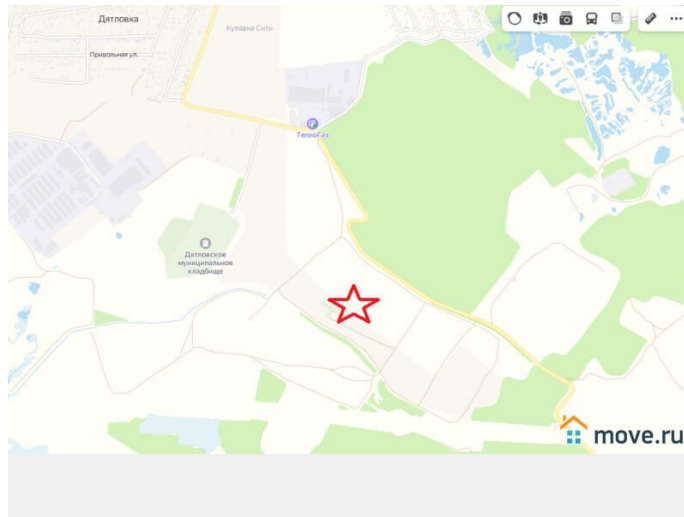 Дятловка
Кулавна Сити
Привольная ул.
ТеплоГаз
Дятловское
муниципальное
кладбище
move.ru